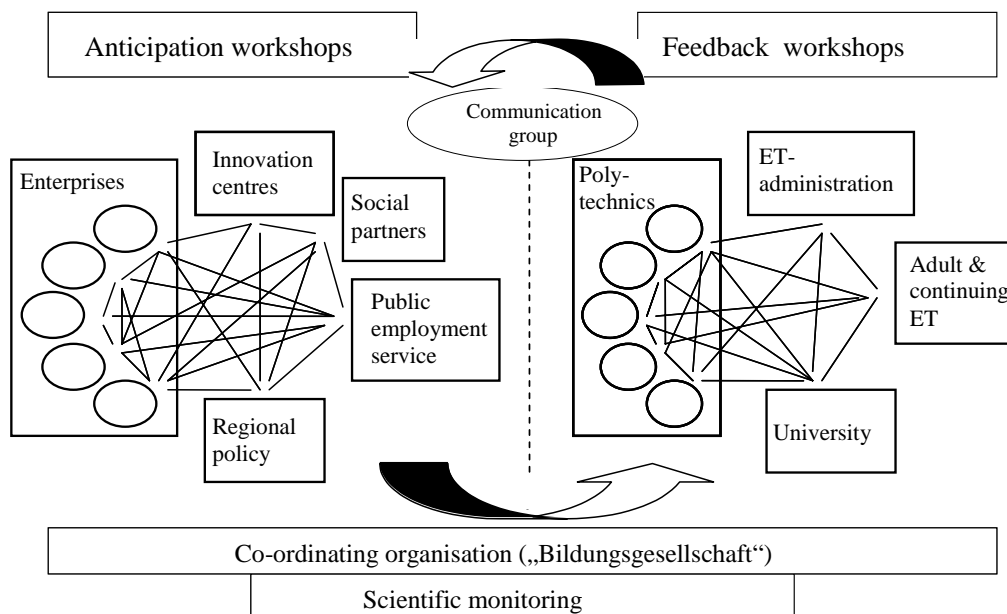 Anticipation workshops
Feedback workshops
Communication
group
Enterprises
Innovation
centres
Social
partners
Public
employment
service
Regional
policy
Poly-
technics
ET-
administration
Adult &
continuing
ET
University
Co-ordinating organisation („Bildungsgesellschaft“)
Scientific monitoring